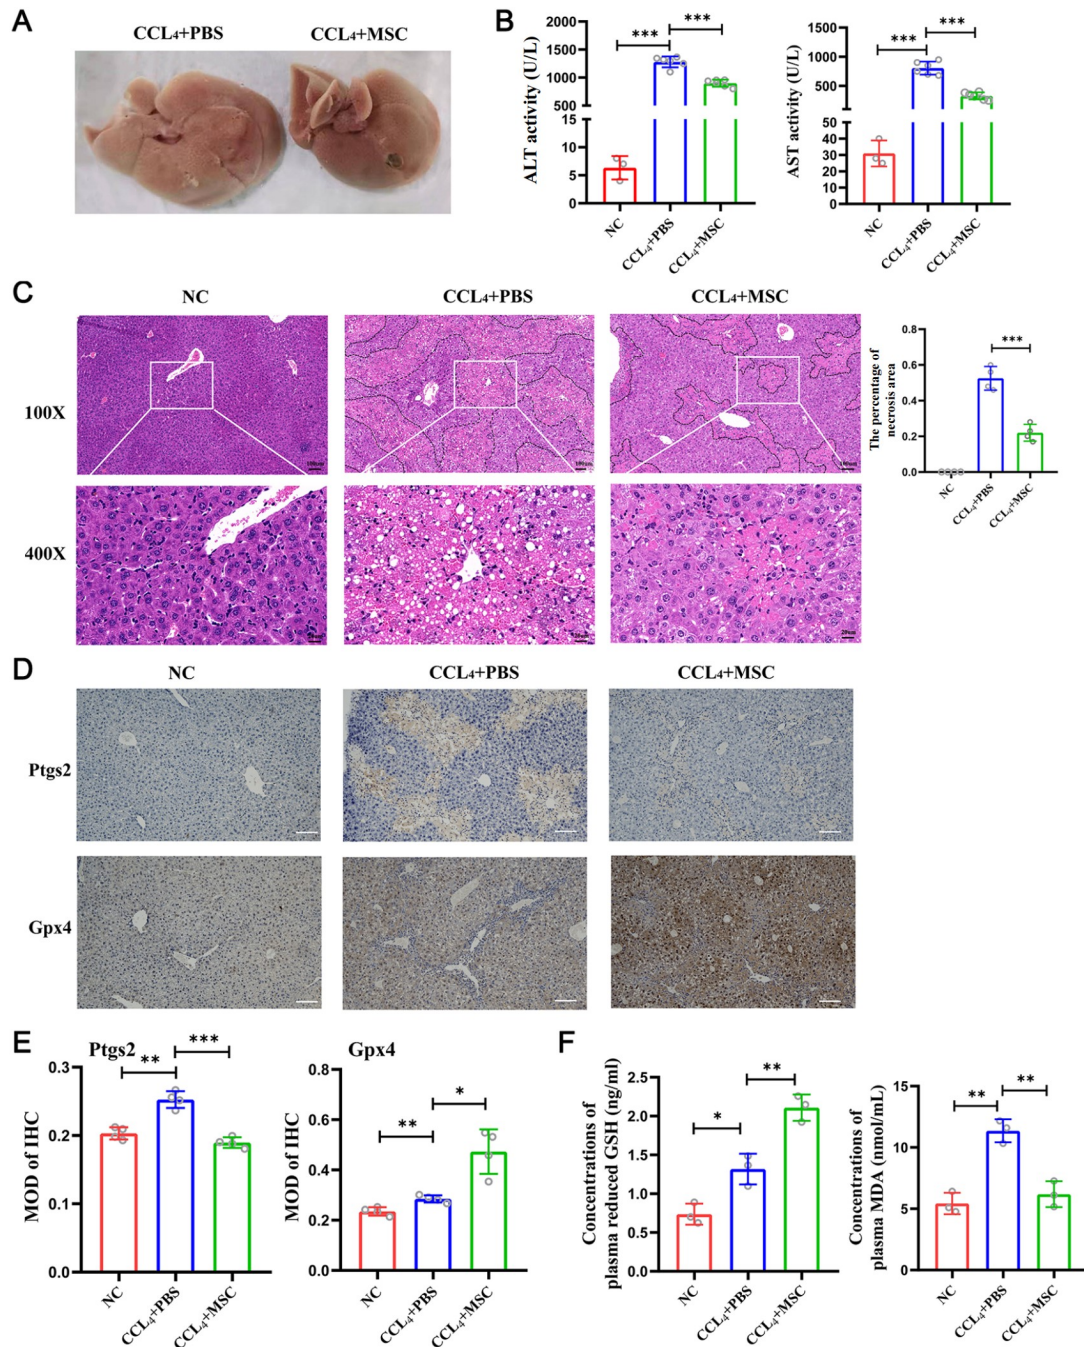 A
CCL₄+PBS
CCL₄+MSC
B
ALT activity (U/L)
2000
1500
1000
500
15
10
5
0
***
***
NC
CCL₄+PBS
CCL₄+MSC
AST activity (U/L)
1500
1000
500
50
40
30
20
10
0
***
***
NC
CCL₄+PBS
CCL₄+MSC
C
NC
CCL₄+PBS
CCL₄+MSC
100X
400X
The percentage of
necrosis area
0.8
0.6
0.4
0.2
0.0
***
NC
CCL₄+PBS
CCL₄+MSC
D
NC
CCL₄+PBS
CCL₄+MSC
Ptgs2
Gpx4
E
Ptgs2
MOD of IHC
0.3
0.2
0.1
0.0
**
***
NC
CCL₄+PBS
CCL₄+MSC
Gpx4
MOD of IHC
0.8
0.6
0.4
0.2
0.0
**
*
NC
CCL₄+PBS
CCL₄+MSC
F
Concentrations of
plasma reduced GSH (ng/ml)
2.5
2.0
1.5
1.0
0.5
0.0
*
**
NC
CCL₄+PBS
CCL₄+MSC
Concentrations of
plasma MDA (nmol/mL)
15
10
5
0
**
**
NC
CCL₄+PBS
CCL₄+MSC